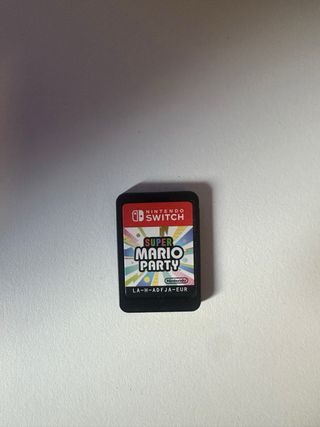 NINTENDO
SWITCH
SUPER
MARIO
PARTY
Nintendo
LA-H-ADFJA-EUR